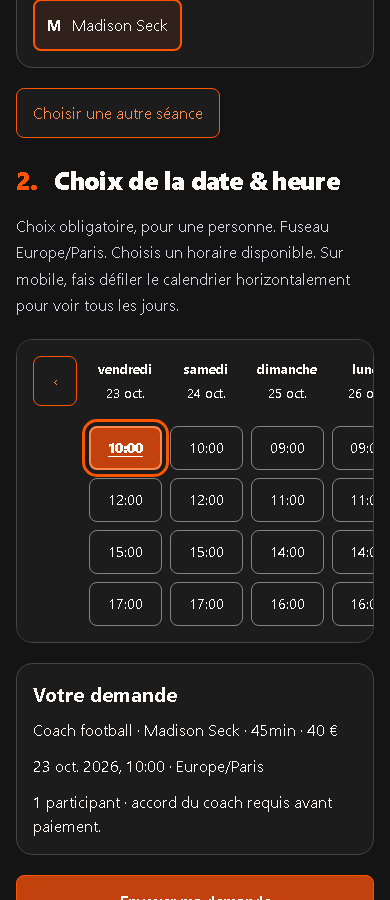 M Madison Seck
Choisir une autre séance
2. Choix de la date & heure
Choix obligatoire, pour une personne. Fuseau
Europe/Paris. Choisis un horaire disponible. Sur
mobile, fais défiler le calendrier horizontalement
pour voir tous les jours.
‹ vendredi samedi dimanche
23 oct. 24 oct. 25 oct. 26 o
10:00 10:00 09:00
12:00 12:00 11:00
15:00 15:00 14:00
17:00 17:00 16:00
Votre demande
Coach football · Madison Seck · 45min · 40 €
23 oct. 2026, 10:00 · Europe/Paris
1 participant · accord du coach requis avant
paiement.